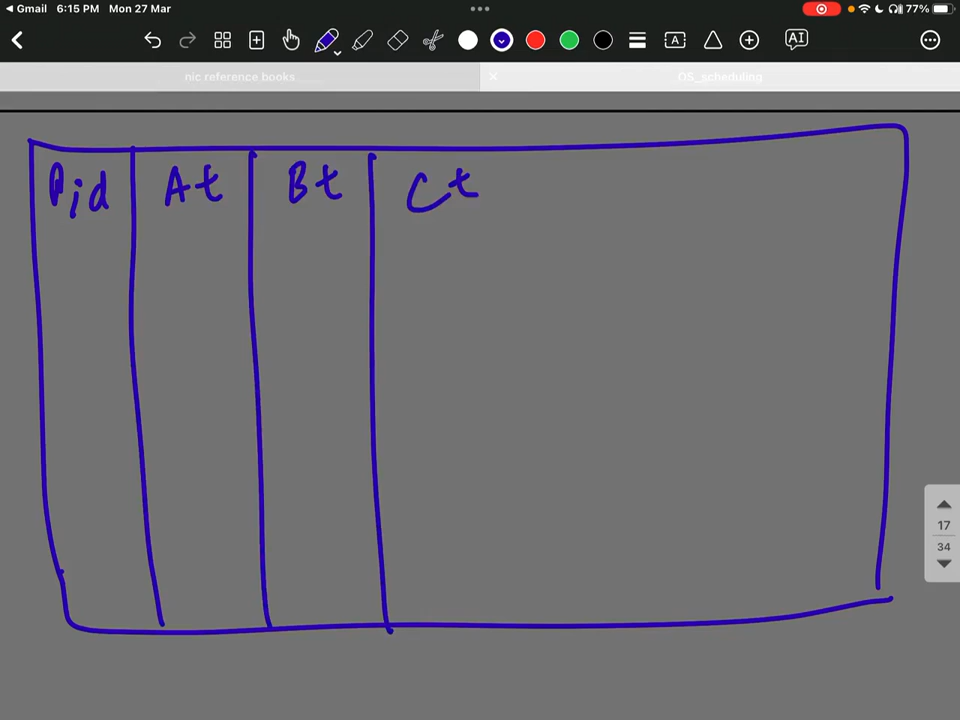 Gmail 6:15 PM Mon 27 Mar 77%
AI
nic reference books OS_scheduling
Pid At Bt Ct
17
34